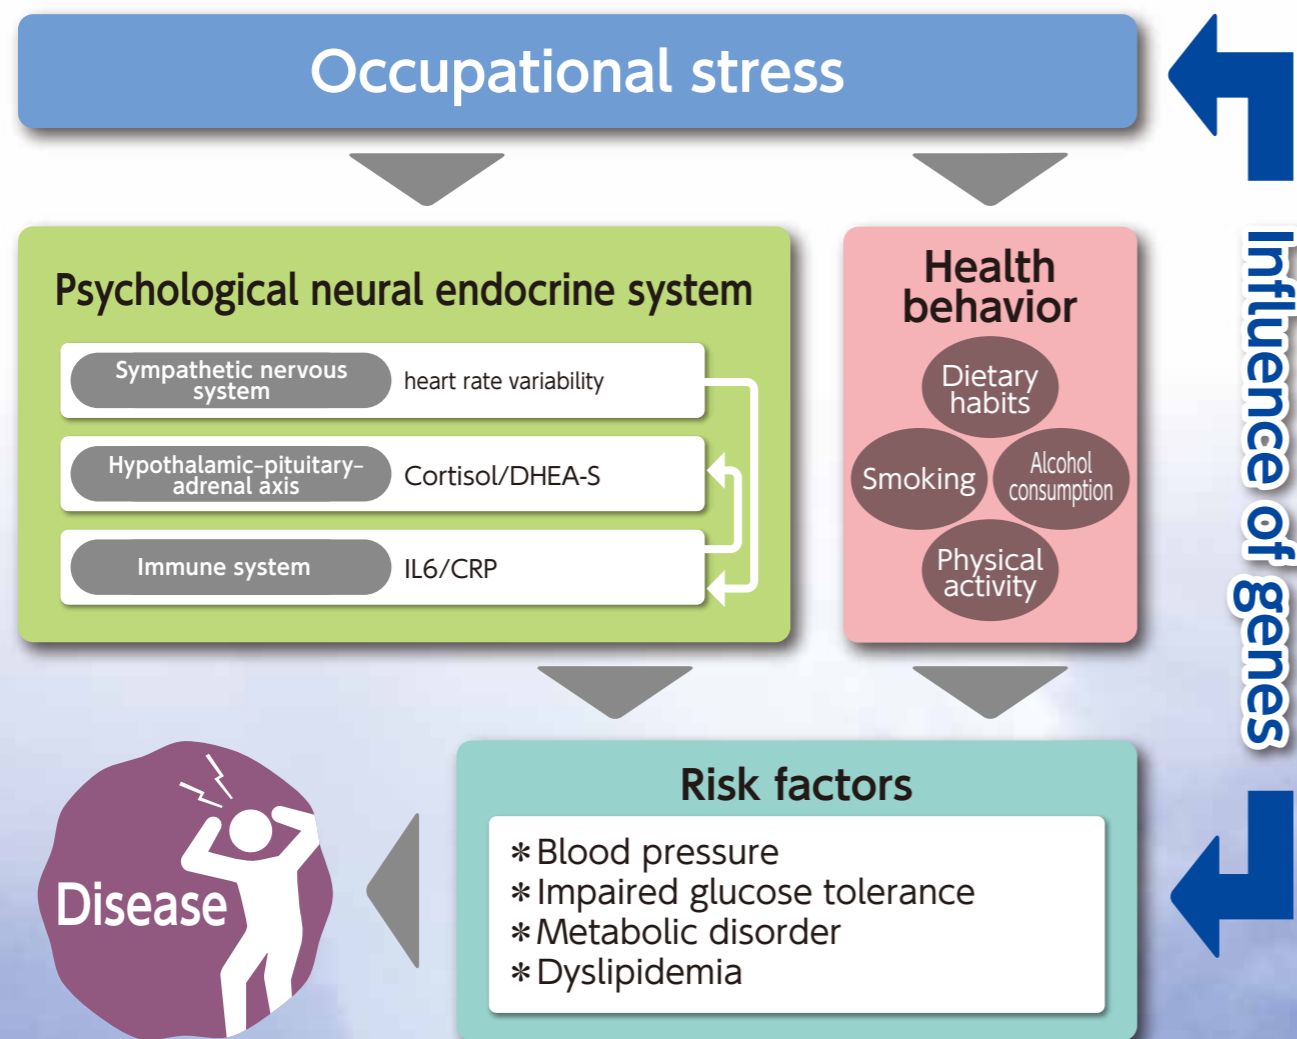 Occupational stress
Psychological neural endocrine system
Sympathetic nervous
system
heart rate variability
Hypothalamic-pituitary-
adrenal axis
Cortisol/DHEA-S
Immune system
IL6/CRP
Health
behavior
Dietary
habits
Smoking
Alcohol
consumption
Physical
activity
Influence of genes
Risk factors
*Blood pressure
*Impaired glucose tolerance
*Metabolic disorder
*Dyslipidemia
Disease